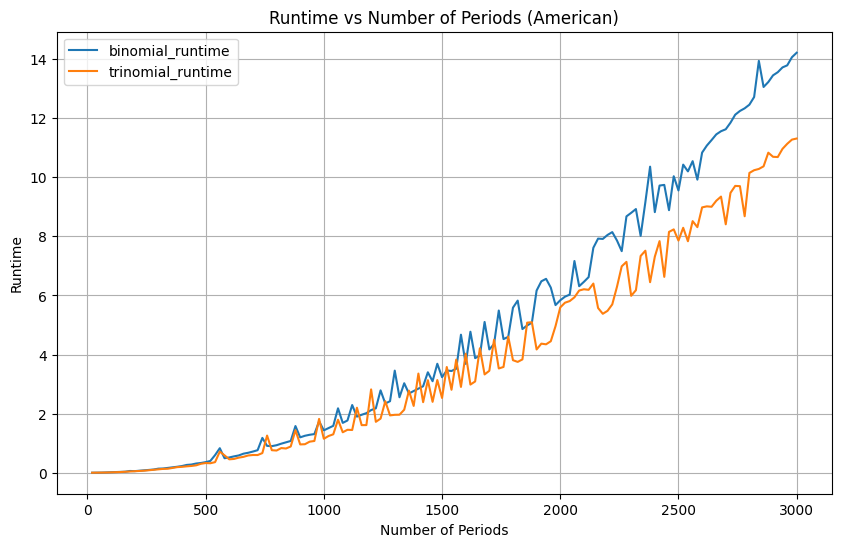 Runtime vs Number of Periods (American)
binomial_runtime
trinomial_runtime
Runtime
14
12
10
8
6
4
2
0
0 500 1000 1500 2000 2500 3000
Number of Periods